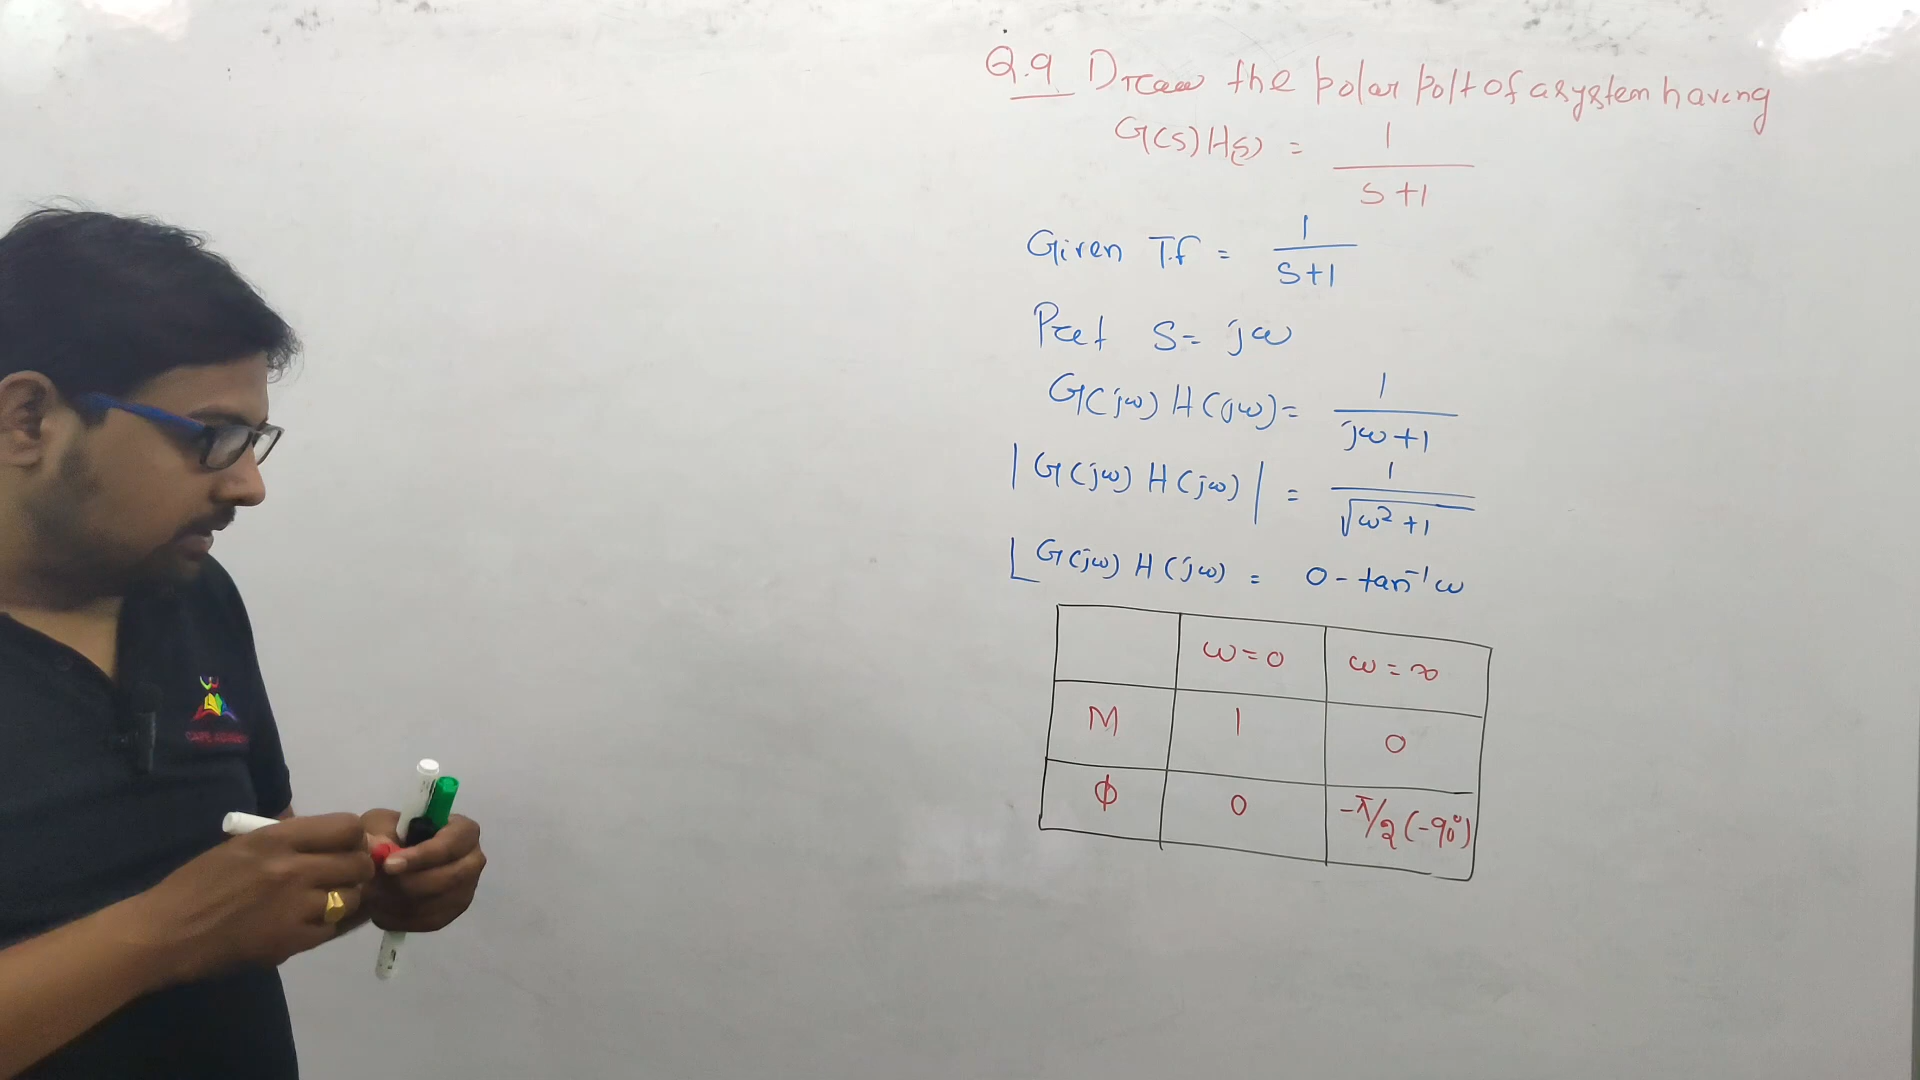 Q.9 Draw the polar polt of a system having
G(s)H(s) = 1/(s+1)
Given T.f = 1/(s+1)
Put s = jω
G(jω) H(jω) = 1/(jω+1)
|G(jω) H(jω)| = 1/√(ω²+1)
∠G(jω) H(jω) = 0 - tan⁻¹ω
ω=0 ω=∞
M 1 0
ϕ 0 -π/2 (-90°)